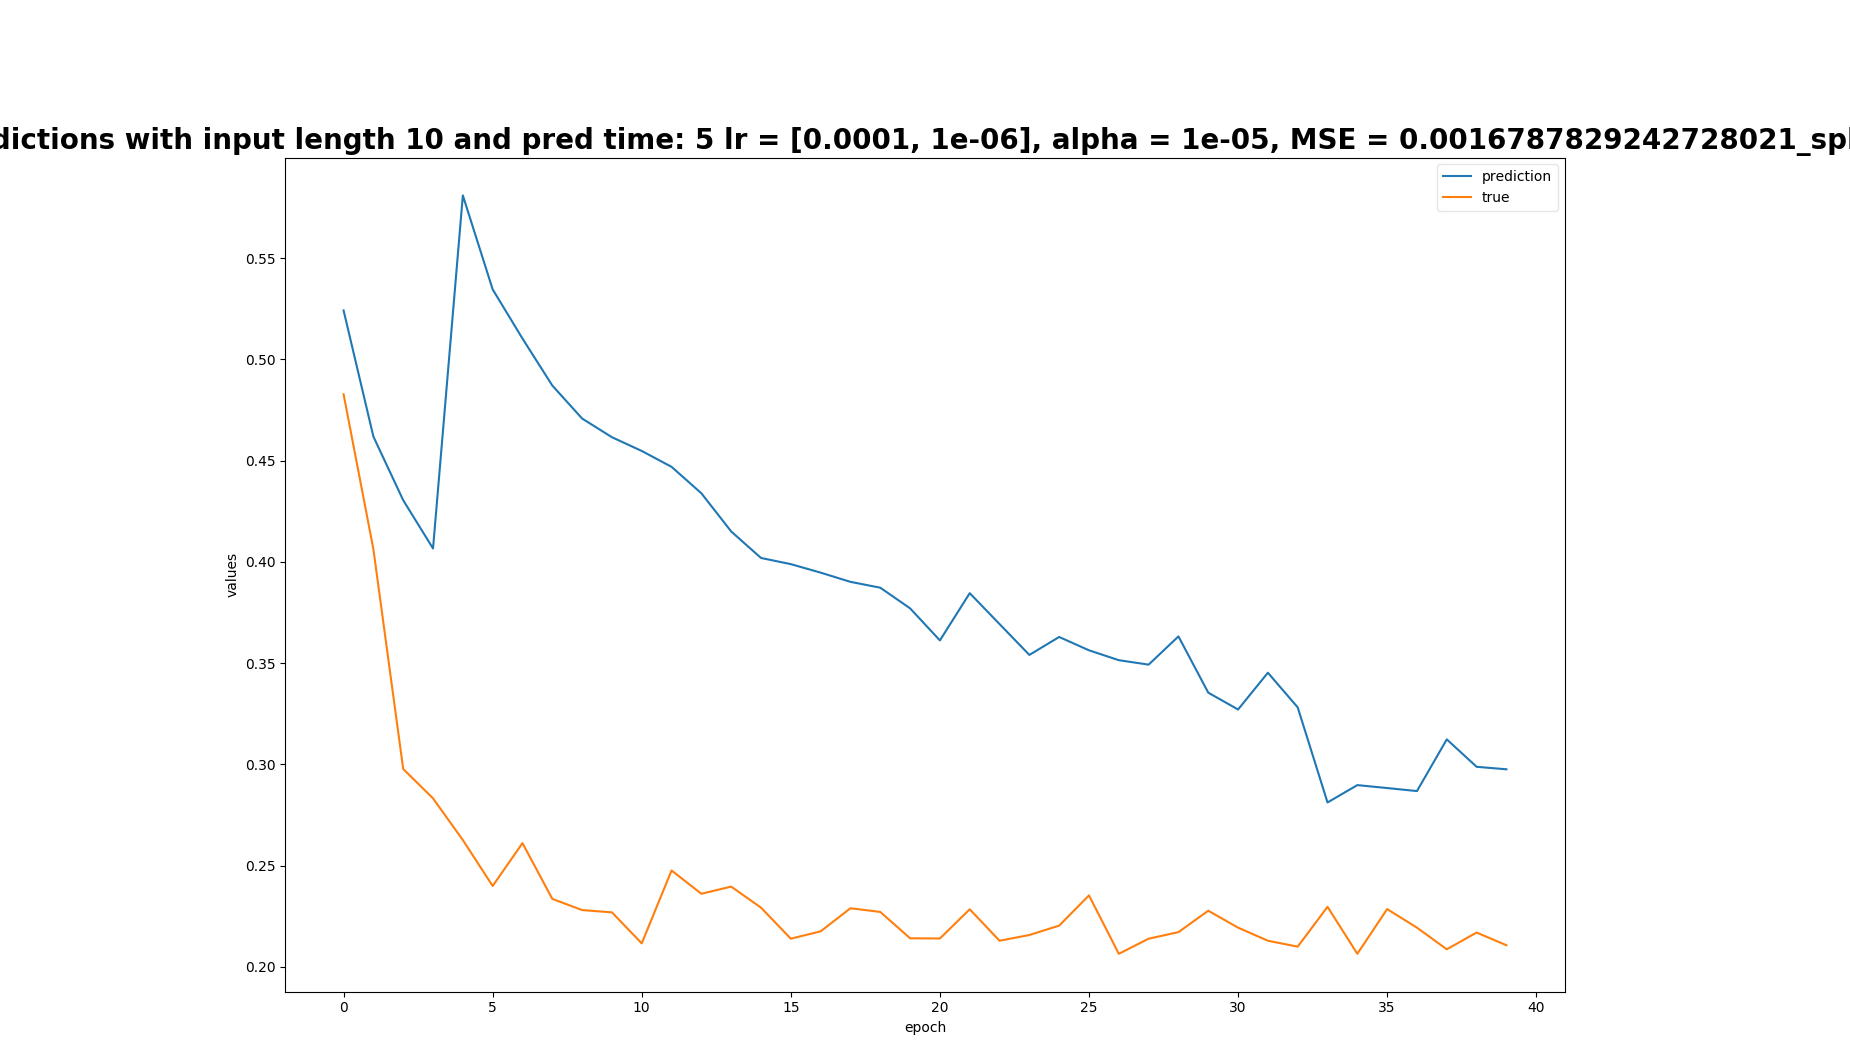 dictions with input length 10 and pred time: 5 lr = [0.0001, 1e-06], alpha = 1e-05, MSE = 0.0016787829242728021_spl
prediction
true
0.55
0.50
0.45
0.40
0.35
0.30
0.25
0.20
values
0 5 10 15 20 25 30 35 40
epoch